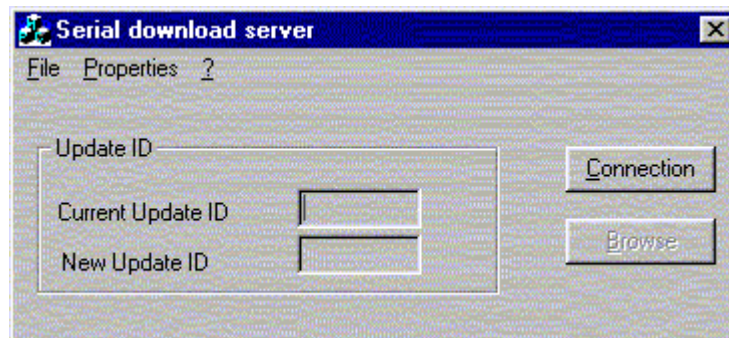 Serial download server
File Properties ?
Update ID
Connection
Current Update ID
Browse
New Update ID